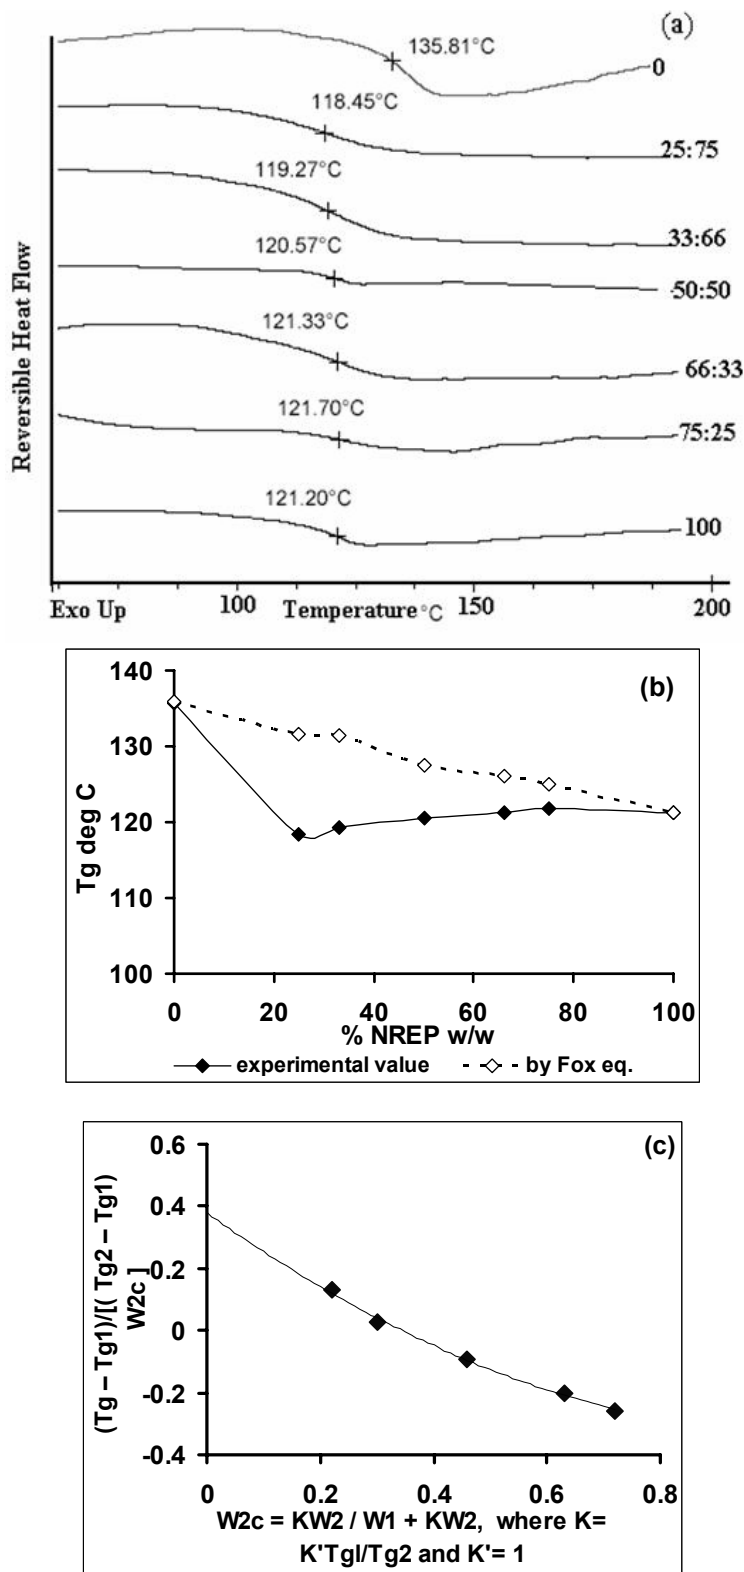 (a)
135.81°C
0
118.45°C
25:75
119.27°C
33:66
120.57°C
50:50
121.33°C
66:33
121.70°C
75:25
121.20°C
100
Reversible Heat Flow
100 150 200
Exo Up Temperature °C
(b)
140
130
120
110
100
Tg deg C
0 20 40 60 80 100
% NREP w/w
experimental value by Fox eq.
(c)
0.6
0.4
0.2
0
-0.2
-0.4
(Tg – Tg1)/[( Tg2 – Tg1)
W2c ]
0 0.2 0.4 0.6 0.8
W2c = KW2 / W1 + KW2, where K=
K'Tgl/Tg2 and K'= 1